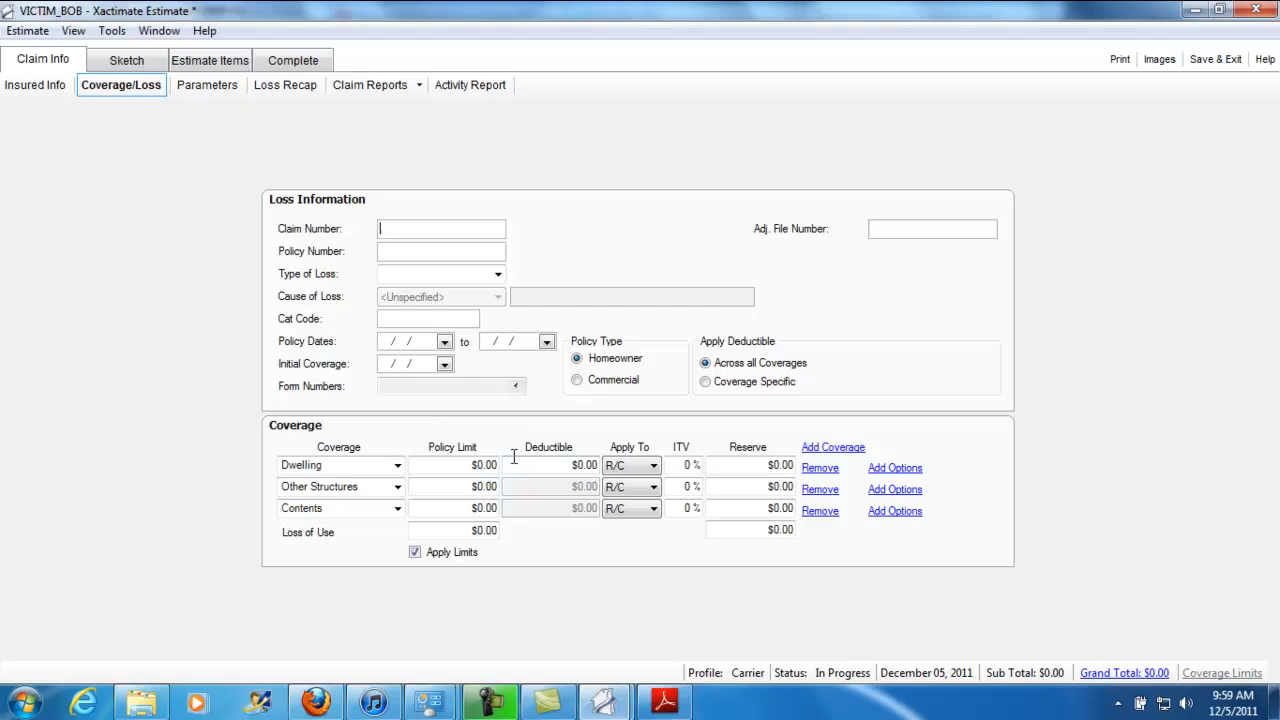 VICTIM_BOB - Xactimate Estimate *
Estimate View Tools Window Help
Claim Info Sketch Estimate Items Complete Print Images Save & Exit Help
Insured Info Coverage/Loss Parameters Loss Recap Claim Reports Activity Report
Loss Information
Claim Number: Adj. File Number:
Policy Number:
Type of Loss:
Cause of Loss: <Unspecified>
Cat Code:
Policy Dates: / / to / / Policy Type Apply Deductible
Homeowner Across all Coverages
Initial Coverage: / /
Commercial Coverage Specific
Form Numbers:
Coverage
Coverage Policy Limit Deductible Apply To ITV Reserve Add Coverage
Dwelling $0.00 $0.00 R/C 0 % $0.00 Remove Add Options
Other Structures $0.00 $0.00 R/C 0 % $0.00 Remove Add Options
Contents $0.00 $0.00 R/C 0 % $0.00 Remove Add Options
Loss of Use $0.00 $0.00
Apply Limits
Profile: Carrier Status: In Progress December 05, 2011 Sub Total: $0.00 Grand Total: $0.00 Coverage Limits
9:59 AM
12/5/2011